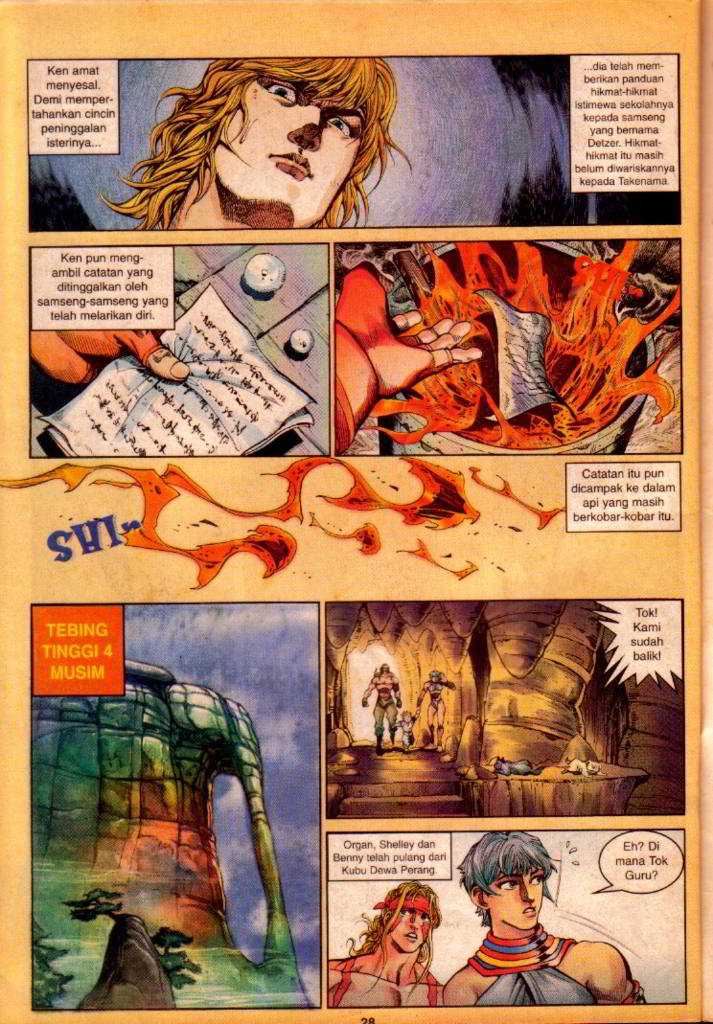 Ken amat
menyesal.
Demi memper-
tahankan cincin
peninggalan
isterinya...
...dia telah mem-
berikan panduan
hikmat-hikmat
istimewa sekolahnya
kepada samseng
yang bernama
Detzer. Hikmat-
hikmat itu masih
belum diwariskannya
kepada Takenama.
Ken pun meng-
ambil catatan yang
ditinggalkan oleh
samseng-samseng yang
telah melarikan diri.
Catatan itu pun
dicampak ke dalam
api yang masih
berkobar-kobar itu.
TEBING
TINGGI 4
MUSIM
Tok!
Kami
sudah
balik!
Organ, Shelley dan
Benny telah pulang dari
Kubu Dewa Perang.
Eh? Di
mana Tok
Guru?
28